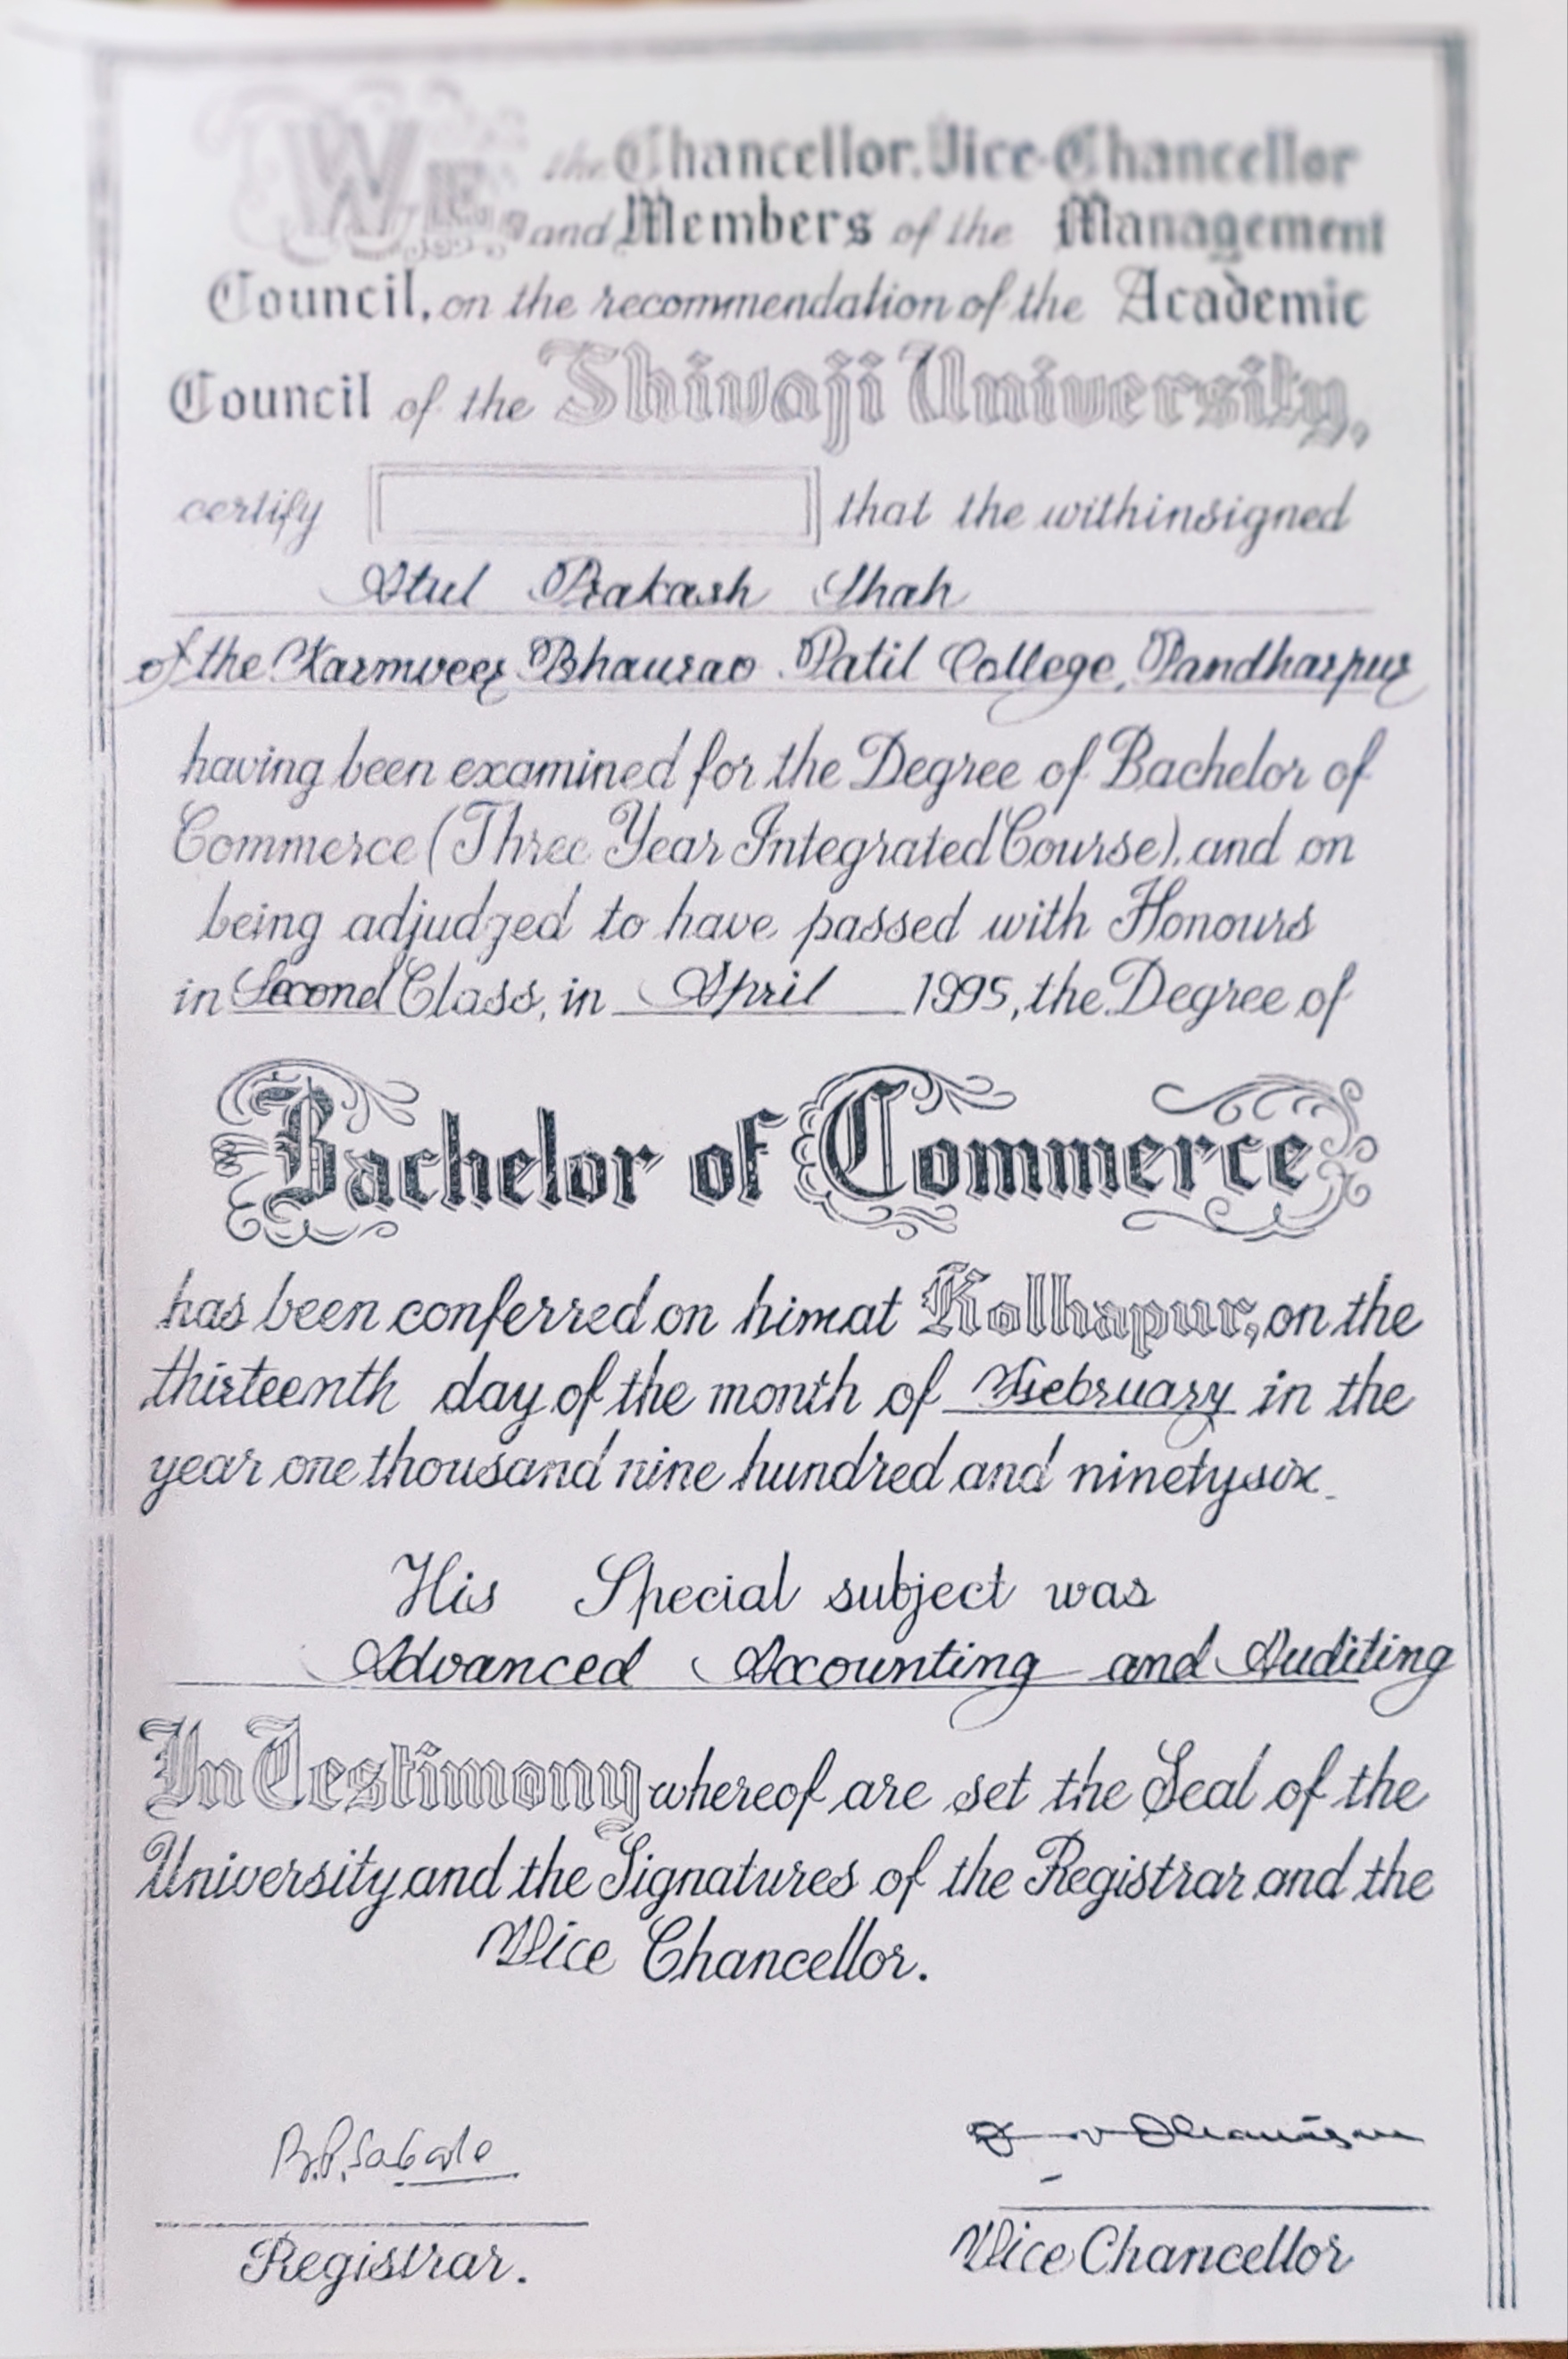 We the Chancellor, Vice-Chancellor
and Members of the Management
Council, on the recommendation of the Academic
Council of the Shivaji University,
certify that the withinsigned
Atul Prakash Shah
of the Karmveer Bhaurao Patil College, Pandharpur
having been examined for the Degree of Bachelor of
Commerce (Three Year Integrated Course), and on
being adjudged to have passed with Honours
in Second Class, in April 1995, the Degree of
Bachelor of Commerce
has been conferred on him at Kolhapur, on the
thirteenth day of the month of February in the
year one thousand nine hundred and ninetysix.
His Special subject was
Advanced Accounting and Auditing
In Testimony whereof are set the Seal of the
University and the Signatures of the Registrar and the
Vice Chancellor.
Registrar.
Vice Chancellor